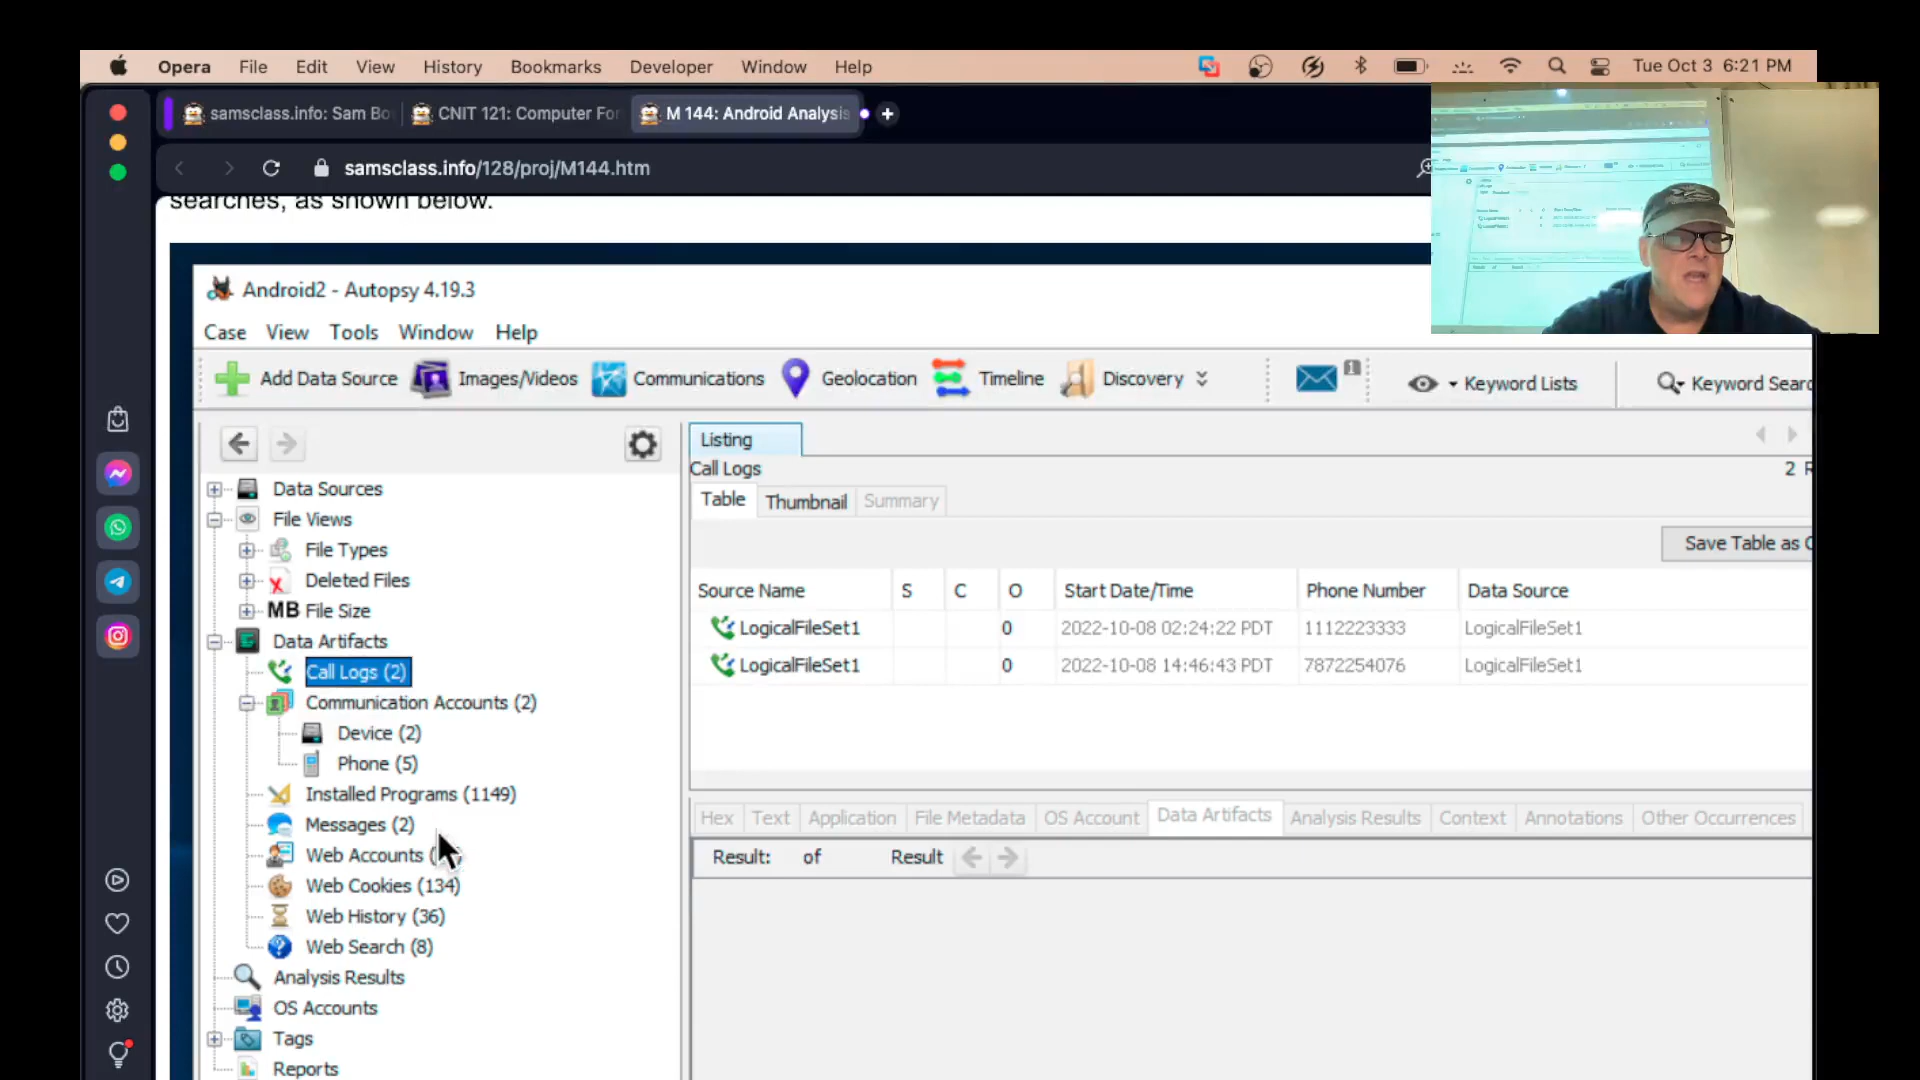 Opera File Edit View History Bookmarks Developer Window Help Tue Oct 3 6:21 PM
samsclass.info: Sam Bo CNIT 121: Computer For M 144: Android Analysis
samsclass.info/128/proj/M144.htm
searches, as shown below.
Android2 - Autopsy 4.19.3
Case View Tools Window Help
Add Data Source Images/Videos Communications Geolocation Timeline Discovery 1 Keyword Lists Keyword Searc
Listing
Call Logs 2 R
Table Thumbnail Summary
Save Table as C
Source Name S C O Start Date/Time Phone Number Data Source
LogicalFileSet1 0 2022-10-08 02:24:22 PDT 1112223333 LogicalFileSet1
LogicalFileSet1 0 2022-10-08 14:46:43 PDT 7872254076 LogicalFileSet1
Data Sources
File Views
File Types
Deleted Files
MB File Size
Data Artifacts
Call Logs (2)
Communication Accounts (2)
Device (2)
Phone (5)
Installed Programs (1149)
Messages (2)
Web Accounts (
Web Cookies (134)
Web History (36)
Web Search (8)
Analysis Results
OS Accounts
Tags
Reports
Hex Text Application File Metadata OS Account Data Artifacts Analysis Results Context Annotations Other Occurrences
Result: of Result